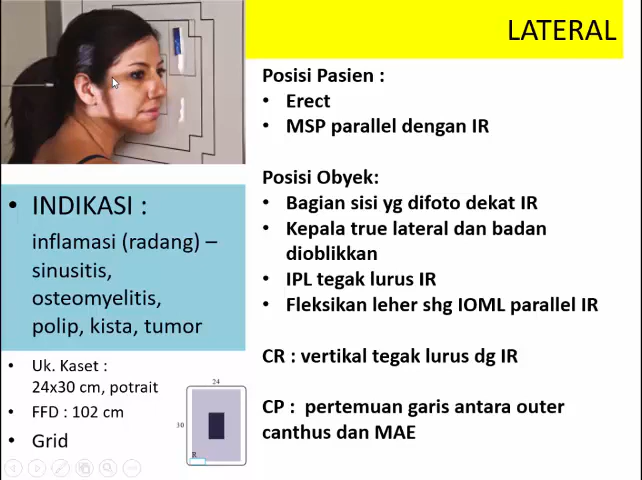 LATERAL
Posisi Pasien :
• Erect
• MSP parallel dengan IR
Posisi Obyek:
• Bagian sisi yg difoto dekat IR
• Kepala true lateral dan badan
dioblikkan
• IPL tegak lurus IR
• Fleksikan leher shg IOML parallel IR
CR : vertikal tegak lurus dg IR
CP : pertemuan garis antara outer
canthus dan MAE
• INDIKASI :
inflamasi (radang) –
sinusitis,
osteomyelitis,
polip, kista, tumor
• Uk. Kaset :
24x30 cm, potrait
• FFD : 102 cm
• Grid
24
30
R